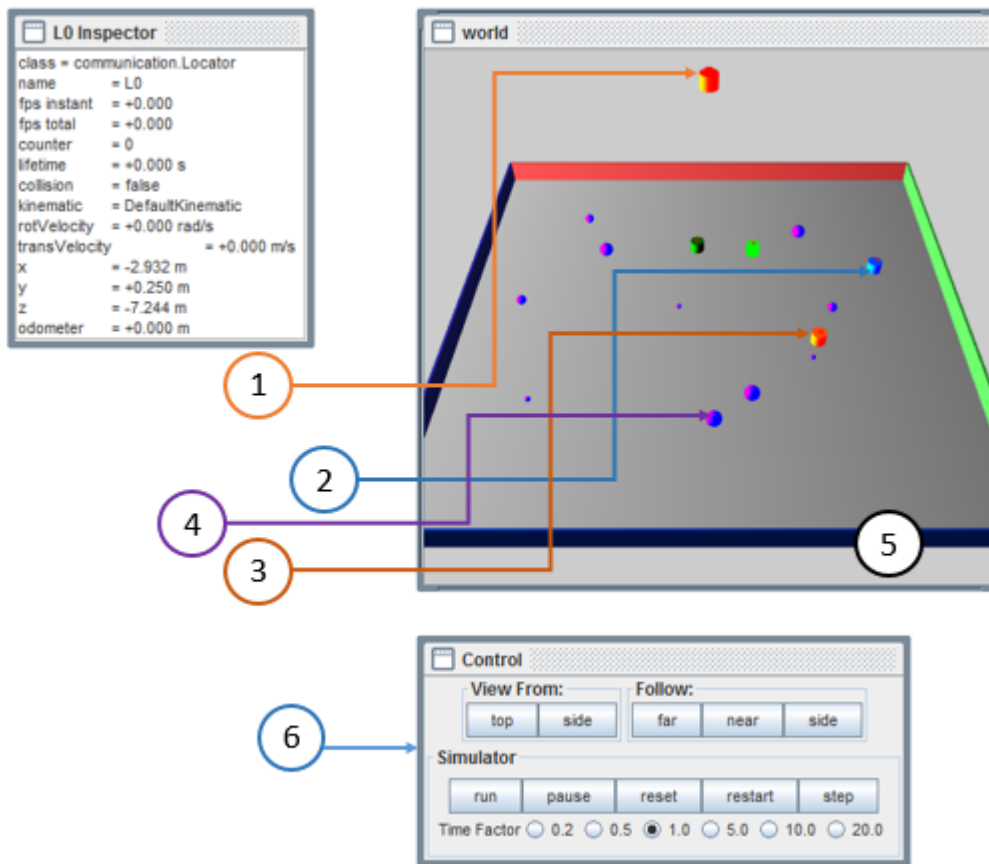 L0 Inspector
class = communication.Locator
name = L0
fps instant = +0.000
fps total = +0.000
counter = 0
lifetime = +0.000 s
collision = false
kinematic = DefaultKinematic
rotVelocity = +0.000 rad/s
transVelocity = +0.000 m/s
x = -2.932 m
y = +0.250 m
z = -7.244 m
odometer = +0.000 m
world
1
2
4
3
5
6
Control
View From: Follow:
top side far near side
Simulator
run pause reset restart step
Time Factor 0.2 0.5 1.0 5.0 10.0 20.0